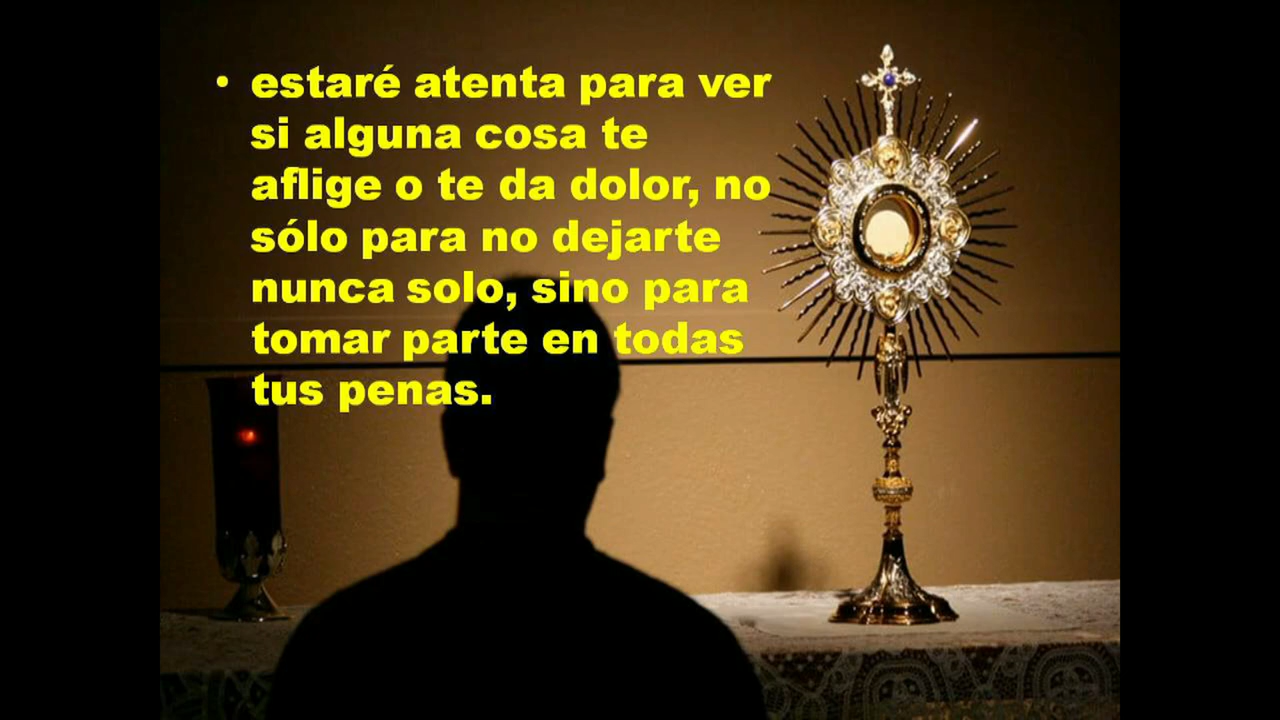 • estaré atenta para ver
si alguna cosa te
aflige o te da dolor, no
sólo para no dejarte
nunca solo, sino para
tomar parte en todas
tus penas.